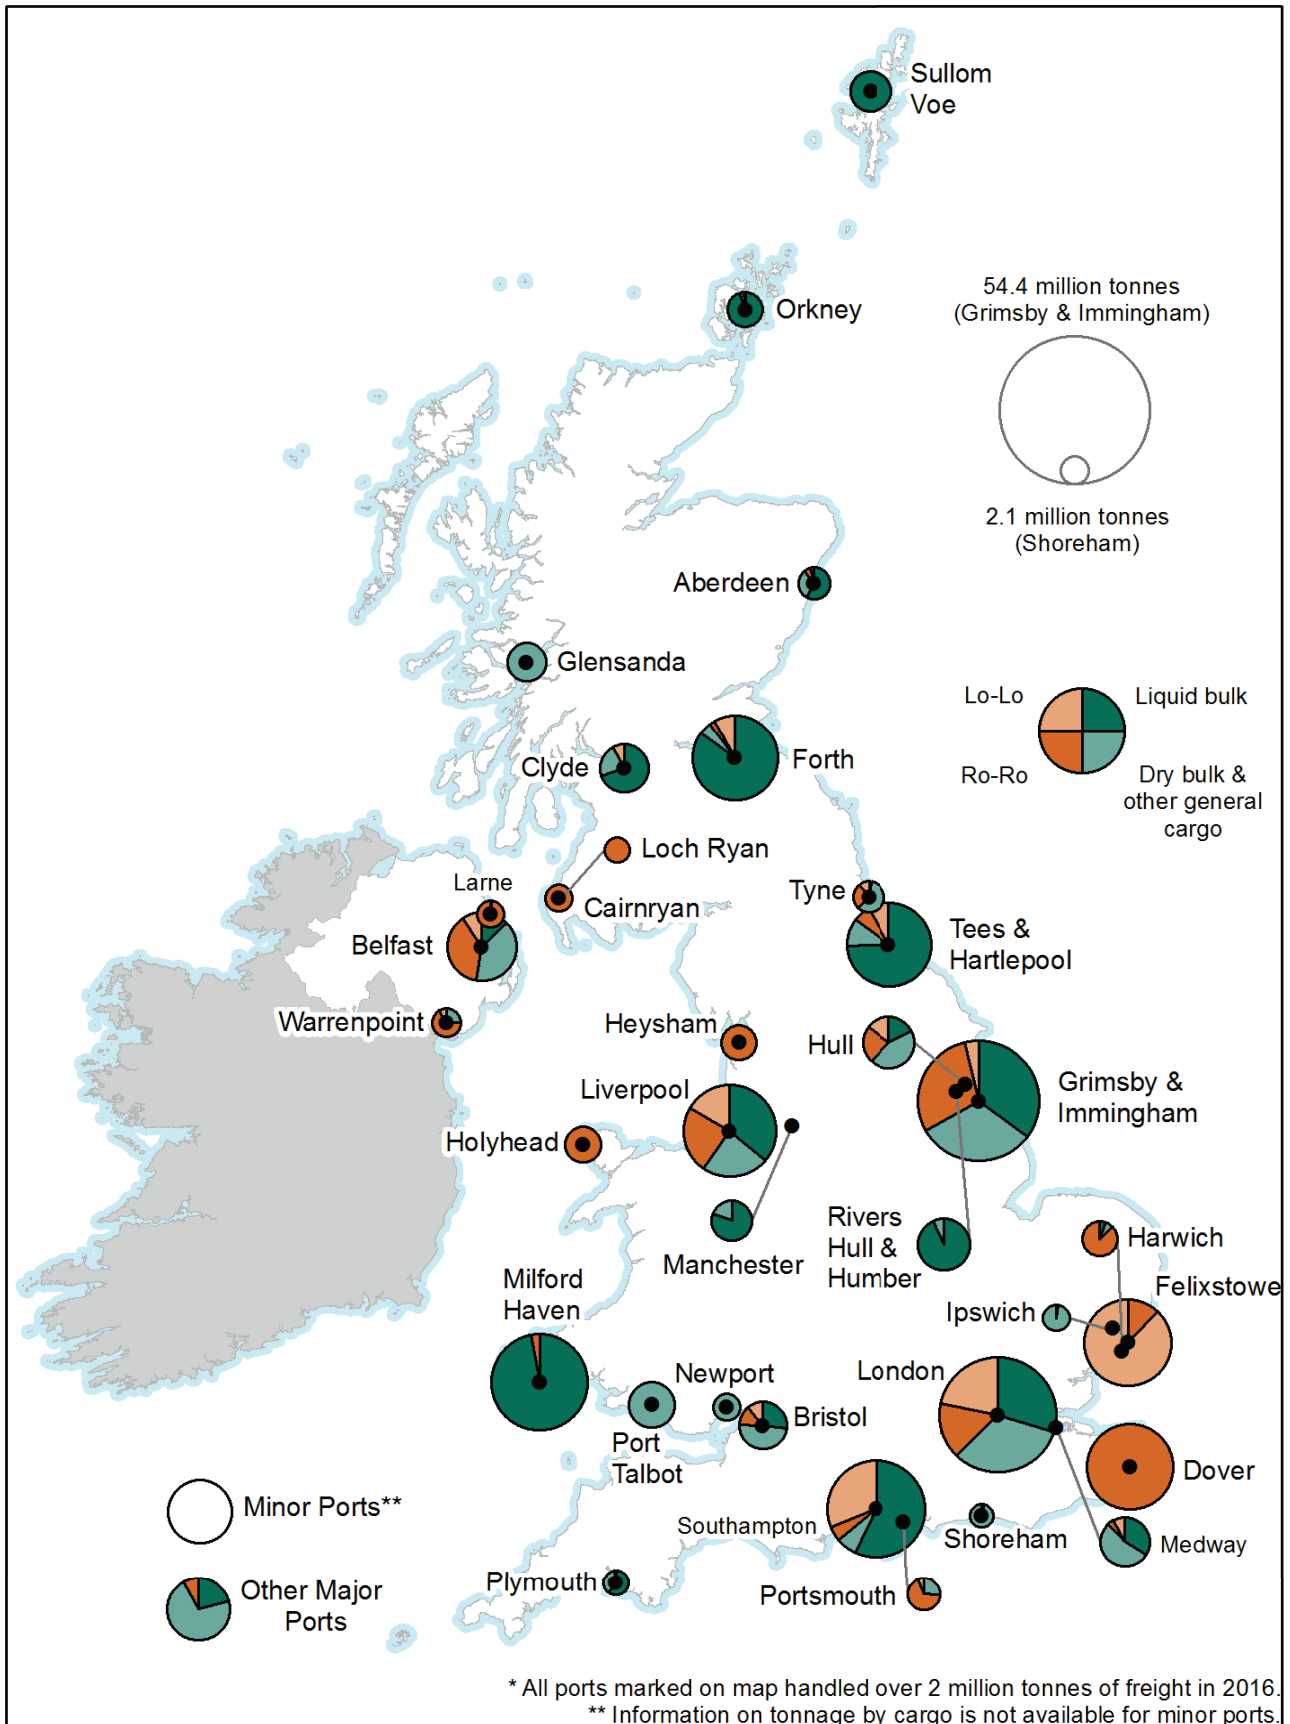 Sullom
Voe
Orkney
54.4 million tonnes
(Grimsby & Immingham)
2.1 million tonnes
(Shoreham)
Aberdeen
Glensanda
Lo-Lo
Liquid bulk
Ro-Ro
Dry bulk &
other general
cargo
Clyde
Forth
Loch Ryan
Cairnryan
Larne
Belfast
Tyne
Tees &
Hartlepool
Warrenpoint
Heysham
Hull
Grimsby &
Immingham
Liverpool
Holyhead
Manchester
Rivers
Hull &
Humber
Harwich
Felixstowe
Ipswich
Milford
Haven
Newport
London
Bristol
Port
Talbot
Dover
Minor Ports**
Southampton
Shoreham
Medway
Other Major
Ports
Plymouth
Portsmouth
* All ports marked on map handled over 2 million tonnes of freight in 2016.
** Information on tonnage by cargo is not available for minor ports.